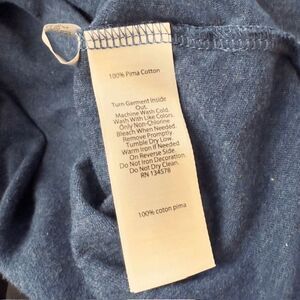 100% Pima Cotton
Turn Garment Inside
Out.
Machine Wash Cold.
Wash With Like Colors.
Only Non-Chlorine
Bleach When Needed.
Remove Promptly.
Tumble Dry Low.
Warm Iron If Needed
On Reverse Side.
Do Not Iron Decoration.
Do Not Dry Clean.
RN 134578
100% coton pima